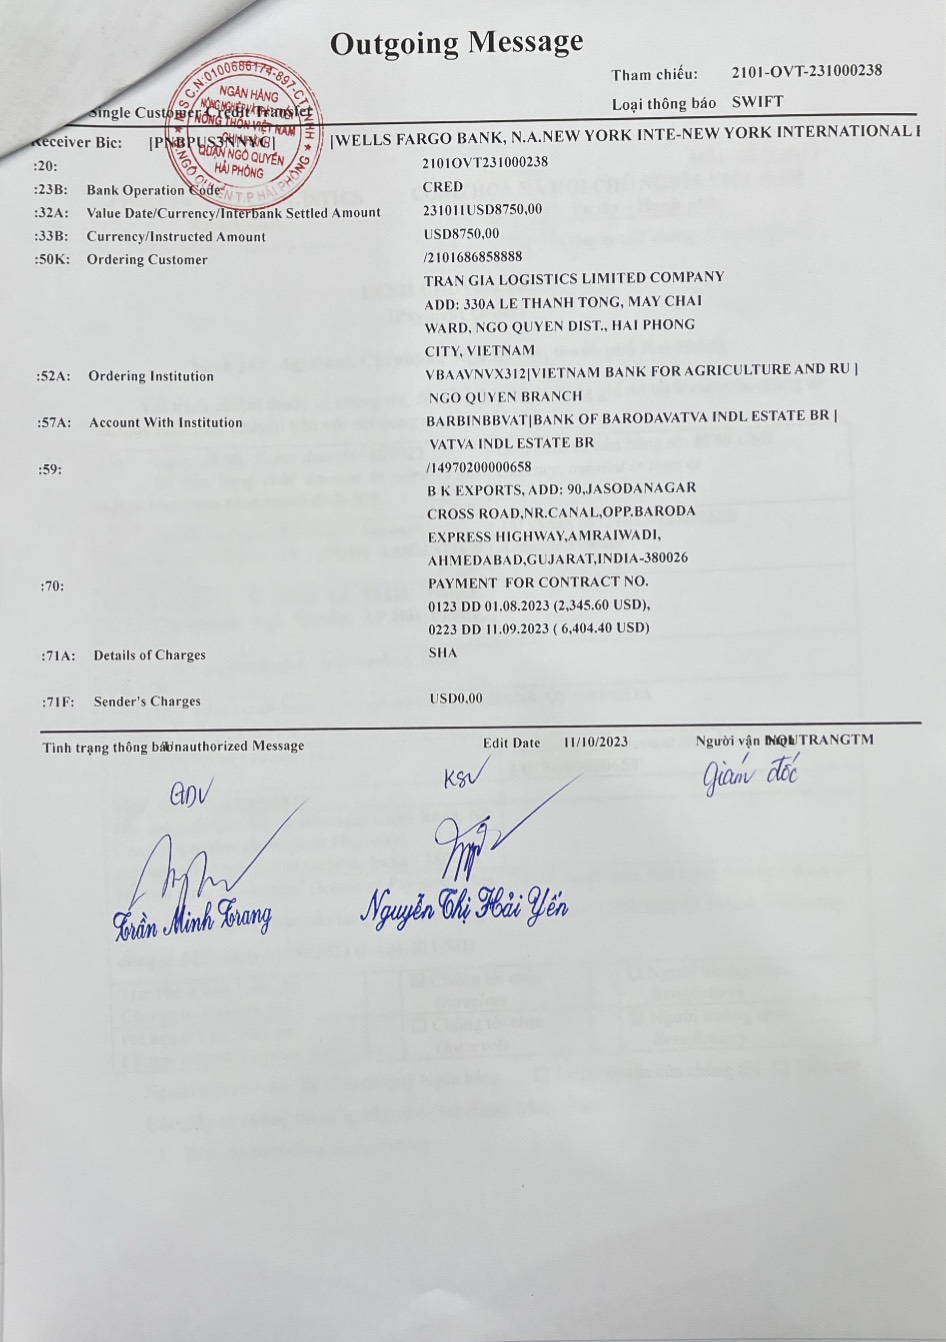 Outgoing Message
Tham chiếu: 2101-OVT-231000238
Loại thông báo SWIFT
Single Customer Credit Transfer
M.S C.N:0100686174-897-C.T.TNHH
NGÂN HÀNG
NÔNG NGHIỆP VÀ PHÁT TRIỂN
NÔNG THÔN VIỆT NAM
CHI NHÁNH
QUẬN NGÔ QUYỀN
HẢI PHÒNG
Q.NGÔ QUYỀN T.P HẢI PHÒNG
Receiver Bic: [PNBPUS3NNYC] [WELLS FARGO BANK, N.A.NEW YORK INTE-NEW YORK INTERNATIONAL
:20: 2101OVT231000238
:23B: Bank Operation Code CRED
:32A: Value Date/Currency/Interbank Settled Amount 231011USD8750,00
:33B: Currency/Instructed Amount USD8750,00
:50K: Ordering Customer /2101686858888
TRAN GIA LOGISTICS LIMITED COMPANY
ADD: 330A LE THANH TONG, MAY CHAI
WARD, NGO QUYEN DIST., HAI PHONG
CITY, VIETNAM
:52A: Ordering Institution VBAAVNVX312|VIETNAM BANK FOR AGRICULTURE AND RU |
NGO QUYEN BRANCH
:57A: Account With Institution BARBINBBVAT|BANK OF BARODAVATVA INDL ESTATE BR |
VATVA INDL ESTATE BR
:59: /14970200000658
B K EXPORTS, ADD: 90,JASODANAGAR
CROSS ROAD,NR.CANAL,OPP.BARODA
EXPRESS HIGHWAY,AMRAIWADI,
AHMEDABAD,GUJARAT,INDIA-380026
:70: PAYMENT FOR CONTRACT NO.
0123 DD 01.08.2023 (2,345.60 USD),
0223 DD 11.09.2023 ( 6,404.40 USD)
:71A: Details of Charges SHA
:71F: Sender's Charges USD0,00
Tình trạng thông báo Unauthorized Message Edit Date 11/10/2023 Người vận NQUTRANGTM
GDV KSV Giám đốc
Trần Minh Trang Nguyễn Thị Hải Yến